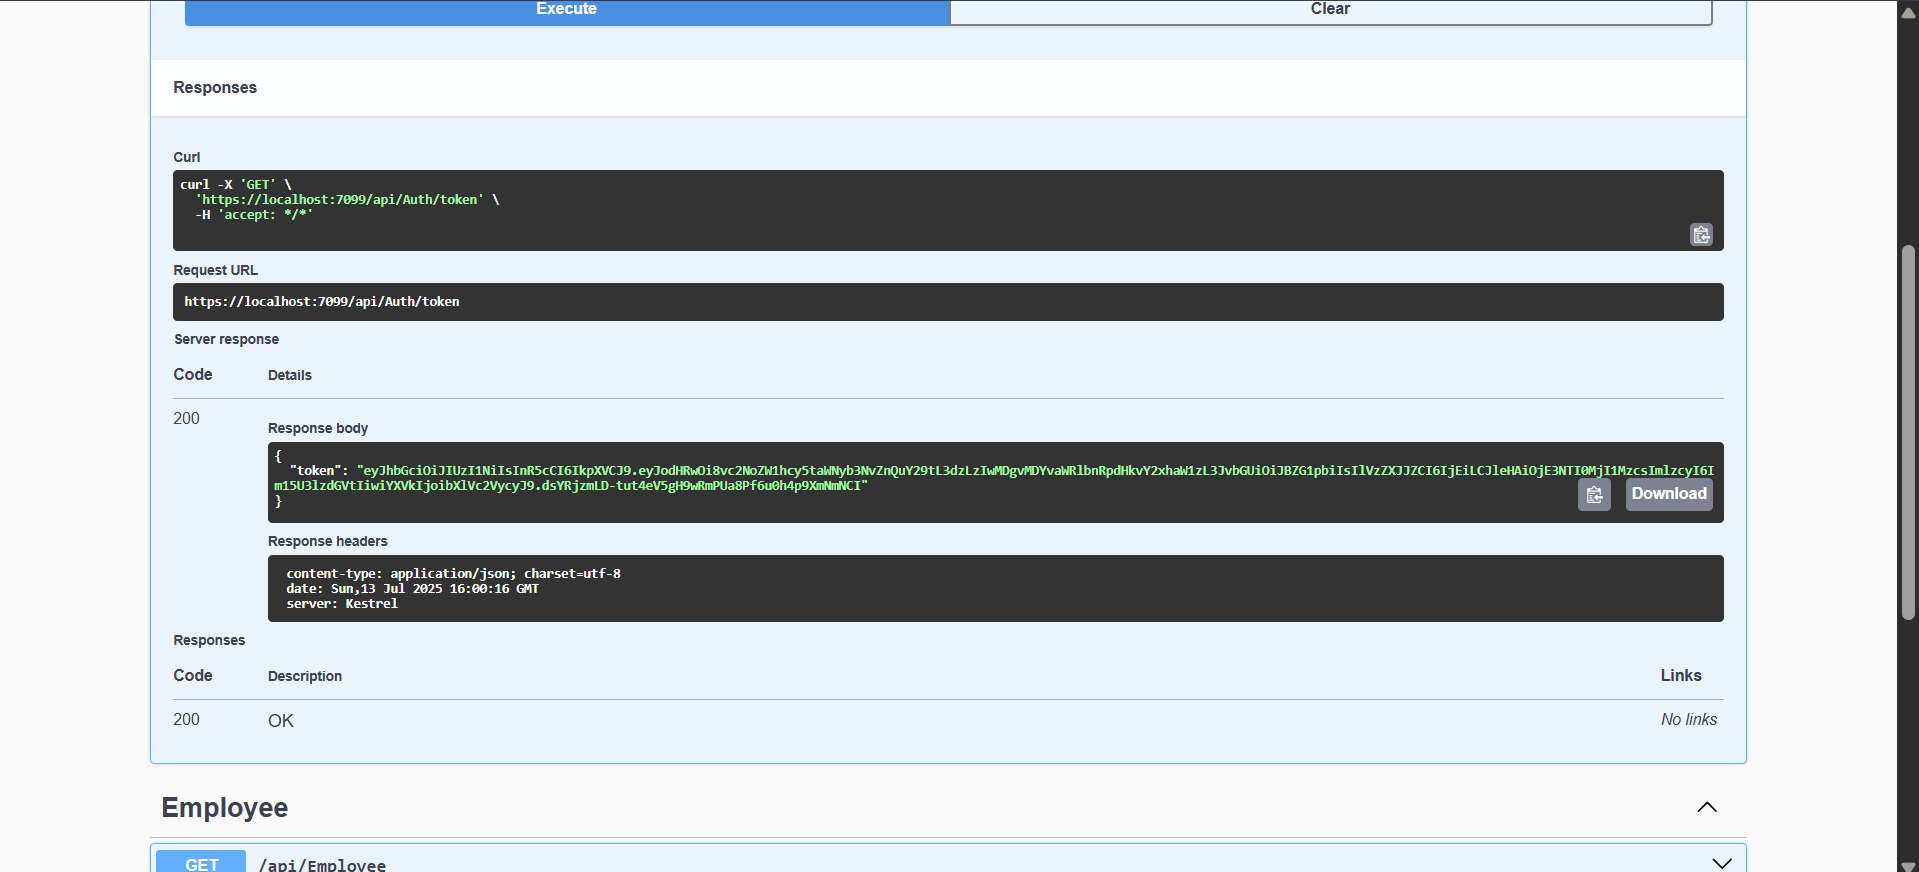 Execute
Clear
Responses
Curl
curl -X 'GET' \
'https://localhost:7099/api/Auth/token' \
-H 'accept: */*'
Request URL
https://localhost:7099/api/Auth/token
Server response
Code Details
200
Response body
{
"token": "eyJhbGciOiJIUzI1NiIsInR5cCI6IkpXVCJ9.eyJodHRwOi8vc2NoZW1hcy5taWNyb3NvZnQuY29tL3dzLzIwMDgvMDYvaWRlbnRpdHkvY2xhaW1zL3JvbGUiOiJBZG1pbiIsIlVzZXJJZCI6IjEiLCJleHAiOjE3NTI0MjI1MzcsImlzcyI6I
m15U3lzdGVtIiwiYXVkIjoibXlVc2VycyJ9.dsYRjzmLD-tut4eV5gH9wRmPUa8Pf6u0h4p9XmNmNCI"
}
Download
Response headers
content-type: application/json; charset=utf-8
date: Sun,13 Jul 2025 16:00:16 GMT
server: Kestrel
Responses
Code Description Links
200 OK No links
Employee
GET /api/Employee